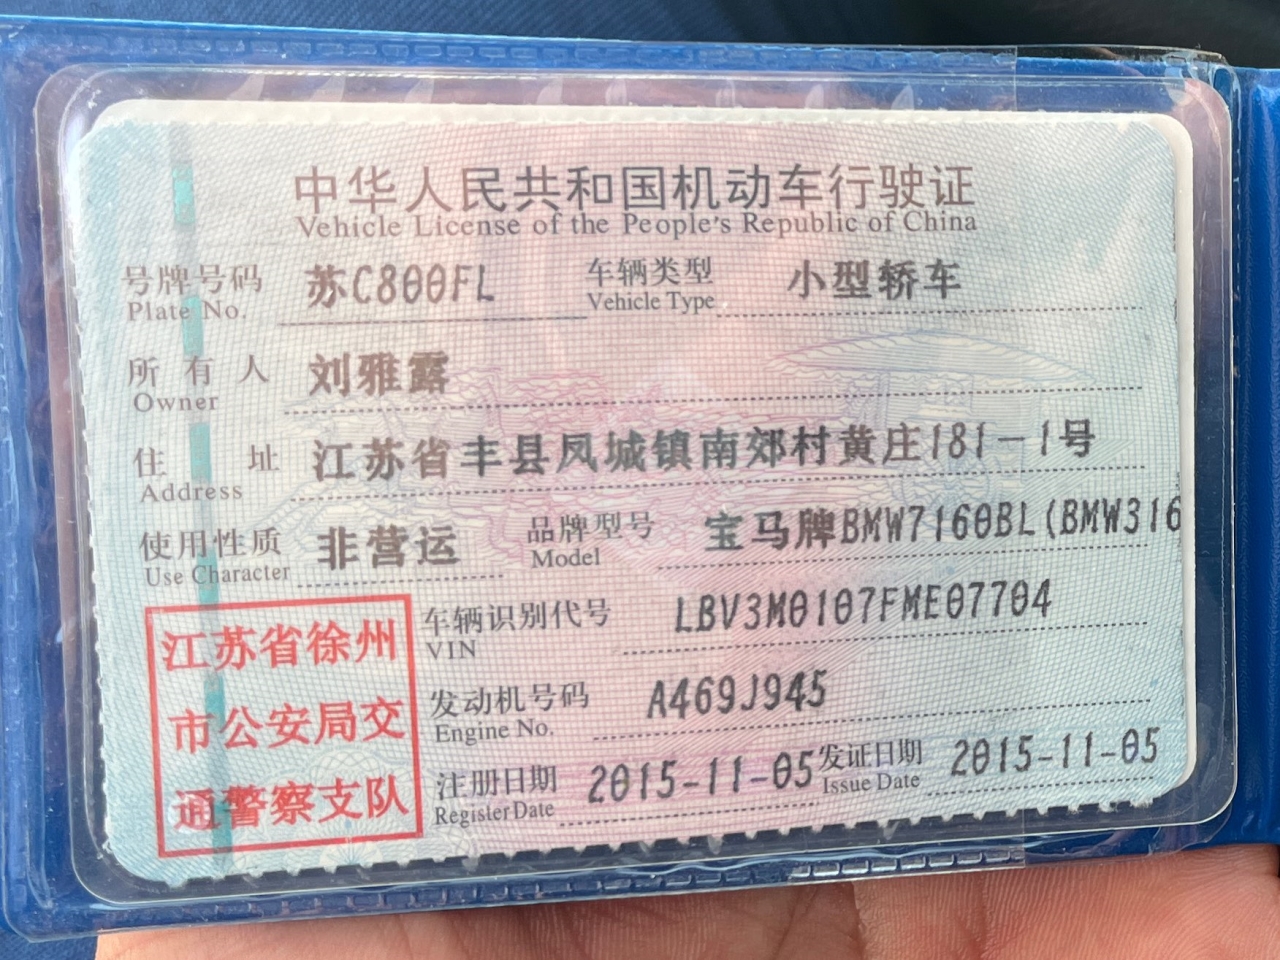 中华人民共和国机动车行驶证
Vehicle License of the People's Republic of China
号牌号码 苏C800FL 车辆类型 小型轿车
Plate No. Vehicle Type
所有人 刘雅露
Owner
住址 江苏省丰县凤城镇南郊村黄庄181－1号
Address
使用性质 非营运 品牌型号 宝马牌BMW7160BL(BMW316
Use Character Model
江苏省徐州
市公安局交
通警察支队
车辆识别代号 LBV3M0107FME07704
VIN
发动机号码 A469J945
Engine No.
注册日期 2015-11-05 发证日期 2015-11-05
Register Date Issue Date